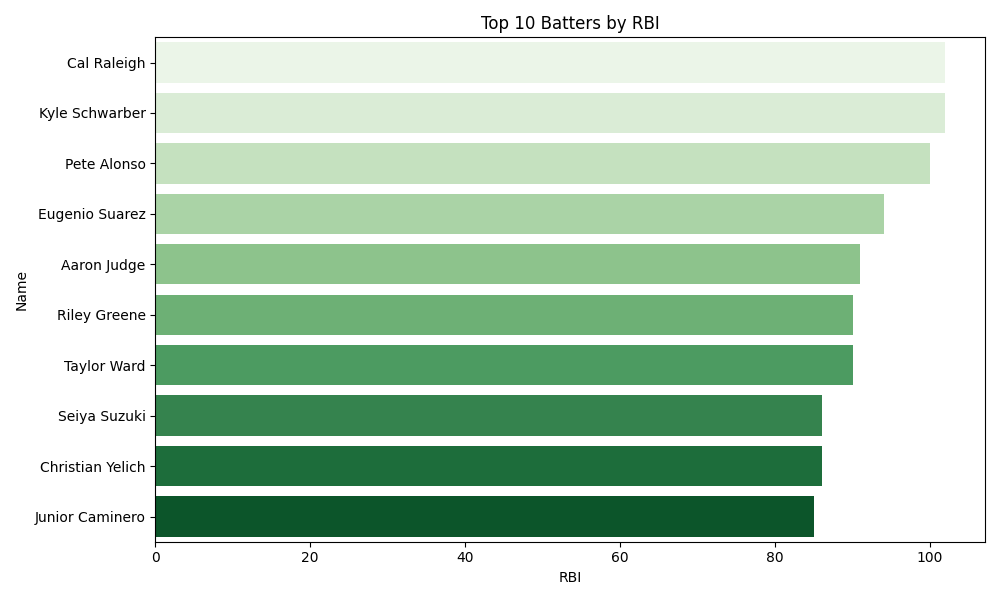 Top 10 Batters by RBI
Cal Raleigh
Kyle Schwarber
Pete Alonso
Eugenio Suarez
Aaron Judge
Riley Greene
Taylor Ward
Seiya Suzuki
Christian Yelich
Junior Caminero
Name
0 20 40 60 80 100
RBI